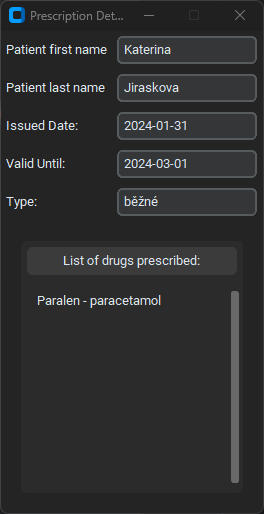 Prescription Det...
Patient first name Katerina
Patient last name Jiraskova
Issued Date: 2024-01-31
Valid Until: 2024-03-01
Type: běžné
List of drugs prescribed:
Paralen - paracetamol